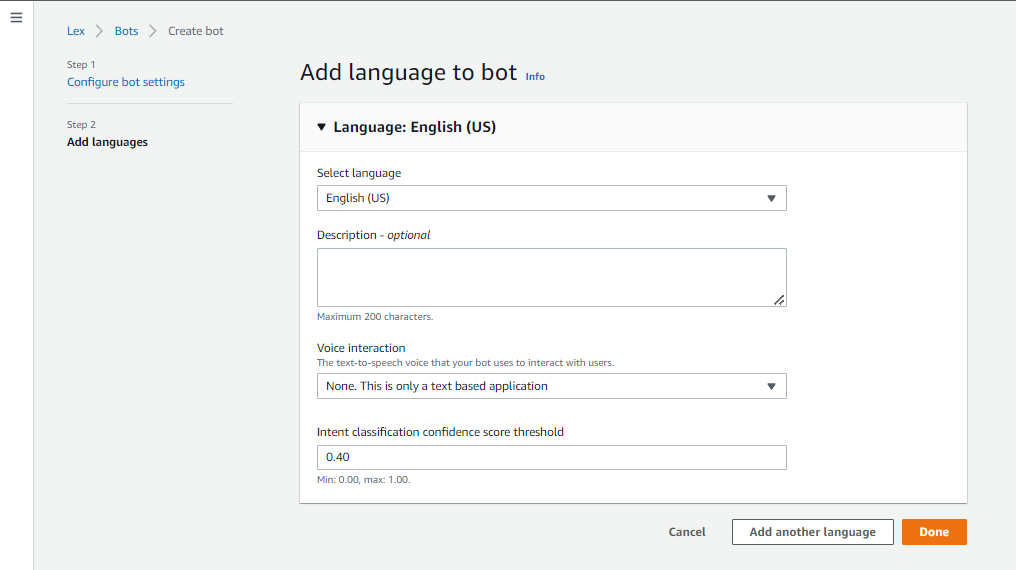 Lex > Bots > Create bot
Step 1
Configure bot settings
Step 2
Add languages
Add language to bot Info
Language: English (US)
Select language
English (US)
Description - optional
Maximum 200 characters.
Voice interaction
The text-to-speech voice that your bot uses to interact with users.
None. This is only a text based application
Intent classification confidence score threshold
0.40
Min: 0.00, max: 1.00.
Cancel Add another language Done